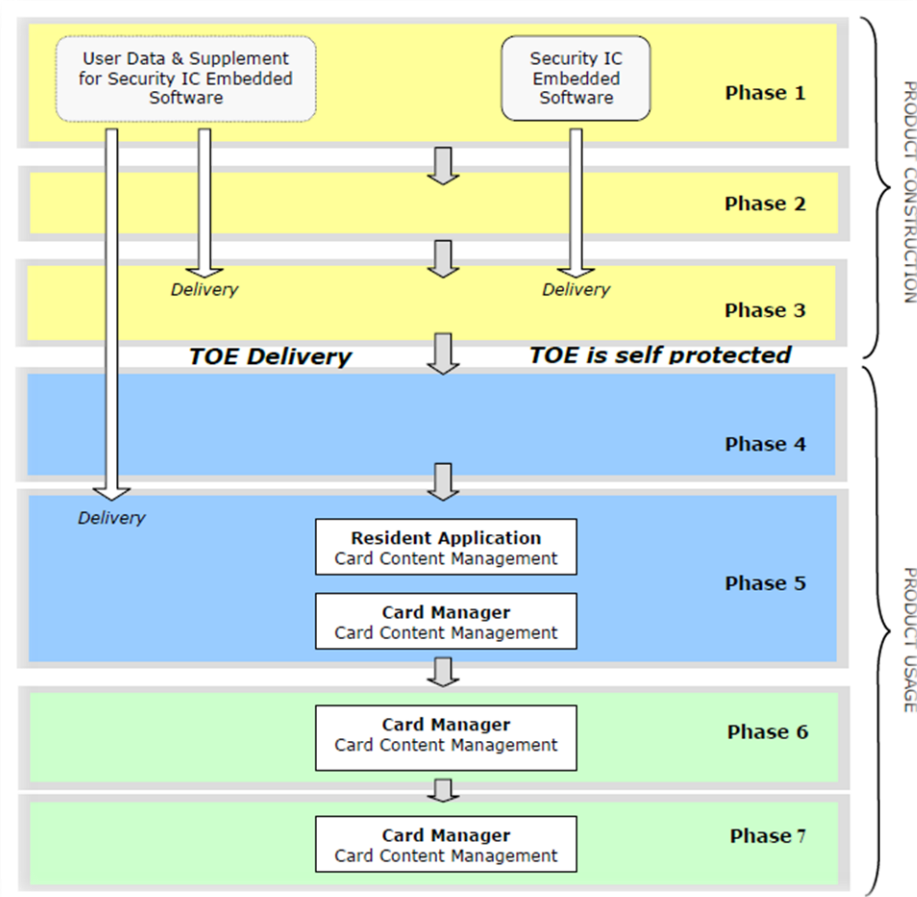 User Data & Supplement
for Security IC Embedded
Software
Security IC
Embedded
Software
Phase 1
PRODUCT CONSTRUCTION
Phase 2
Delivery
Delivery
Phase 3
TOE Delivery
TOE is self protected
Phase 4
Delivery
Resident Application
Card Content Management
Phase 5
PRODUCT USAGE
Card Manager
Card Content Management
Card Manager
Card Content Management
Phase 6
Card Manager
Card Content Management
Phase 7